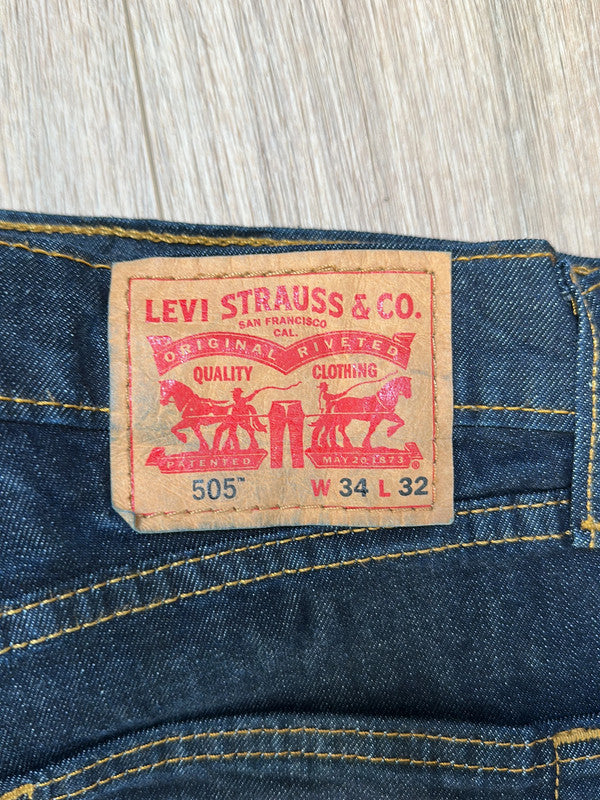 LEVI STRAUSS & CO.
SAN FRANCISCO
CAL.
ORIGINAL RIVETED
QUALITY CLOTHING
PATENTED MAY 20 1873 ®
505™ W 34 L 32